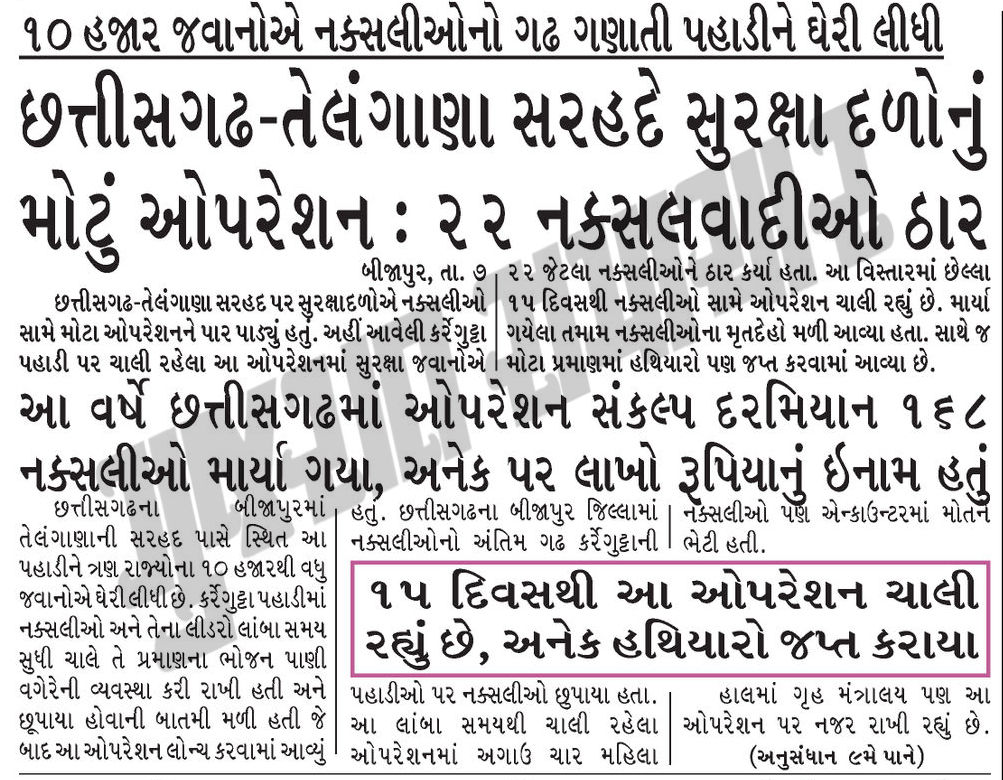 ૧૦ હજાર જવાનોએ નક્સલીઓનો ગઢ ગણાતી પહાડીને ઘેરી લીધી
છત્તીસગઢ-તેલંગાણા સરહદે સુરક્ષા દળોનું
મોટું ઓપરેશન : ૨૨ નક્સલવાદીઓ ઠાર
બીજાપુર, તા. ૭
છત્તીસગઢ-તેલંગાણા સરહદ પર સુરક્ષાદળોએ નક્સલીઓ
સામે મોટા ઓપરેશનને પાર પાડ્યું હતું. અહીં આવેલી કર્રેગુટ્ટા
પહાડી પર ચાલી રહેલા આ ઓપરેશનમાં સુરક્ષા જવાનોએ
૨૨ જેટલા નક્સલીઓને ઠાર કર્યા હતા. આ વિસ્તારમાં છેલ્લા
૧૫ દિવસથી નક્સલીઓ સામે ઓપરેશન ચાલી રહ્યું છે. માર્યા
ગયેલા તમામ નક્સલીઓના મૃતદેહો મળી આવ્યા હતા. સાથે જ
મોટા પ્રમાણમાં હથિયારો પણ જપ્ત કરવામાં આવ્યા છે.
આ વર્ષે છત્તીસગઢમાં ઓપરેશન સંકલ્પ દરમિયાન ૧૬૮
નક્સલીઓ માર્યા ગયા, અનેક પર લાખો રૂપિયાનું ઇનામ હતું
છત્તીસગઢના બીજાપુરમાં
તેલંગાણાની સરહદ પાસે સ્થિત આ
પહાડીને ત્રણ રાજ્યોના ૧૦ હજારથી વધુ
જવાનોએ ઘેરી લીધી છે. કર્રેગુટ્ટા પહાડીમાં
નક્સલીઓ અને તેના લીડરો લાંબા સમય
સુધી ચાલે તે પ્રમાણના ભોજન પાણી
વગેરેની વ્યવસ્થા કરી રાખી હતી અને
છૂપાયા હોવાની બાતમી મળી હતી જે
બાદ આ ઓપરેશન લોન્ચ કરવામાં આવ્યું
હતું. છત્તીસગઢના બીજાપુર જિલ્લામાં
નક્સલીઓનો અંતિમ ગઢ કર્રેગુટ્ટાની
નક્સલીઓ પણ એન્કાઉન્ટરમાં મોતને
ભેટી હતી.
૧૫ દિવસથી આ ઓપરેશન ચાલી
રહ્યું છે, અનેક હથિયારો જપ્ત કરાયા
પહાડીઓ પર નક્સલીઓ છુપાયા હતા.
આ લાંબા સમયથી ચાલી રહેલા
ઓપરેશનમાં અગાઉ ચાર મહિલા
હાલમાં ગૃહ મંત્રાલય પણ આ
ઓપરેશન પર નજર રાખી રહ્યું છે.
(અનુસંધાન ૯મે પાને)
ગુજરાત સમાચાર